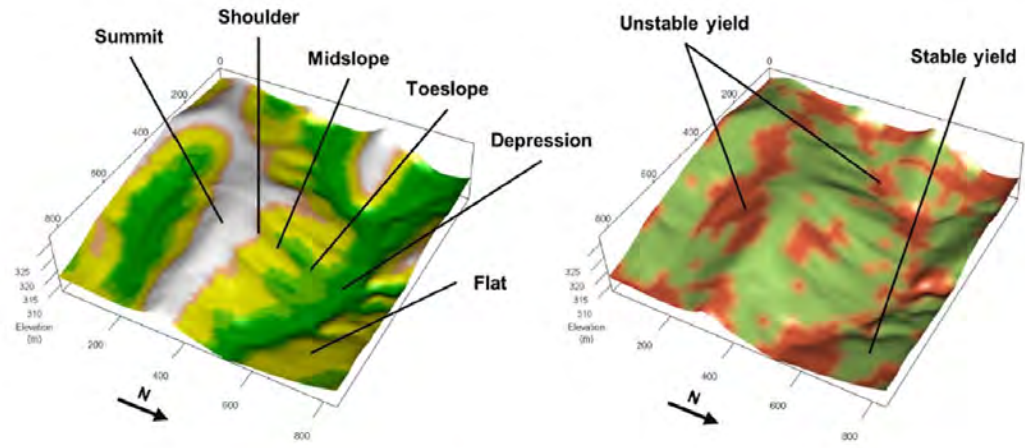 Shoulder
Summit
Midslope
Toeslope
Depression
Flat
0
200
400
600
800
325
320
315
310
Elevation
(m)
200
400
600
800
N
Unstable yield
Stable yield
0
200
400
600
800
325
320
315
310
Elevation
(m)
200
400
600
800
N